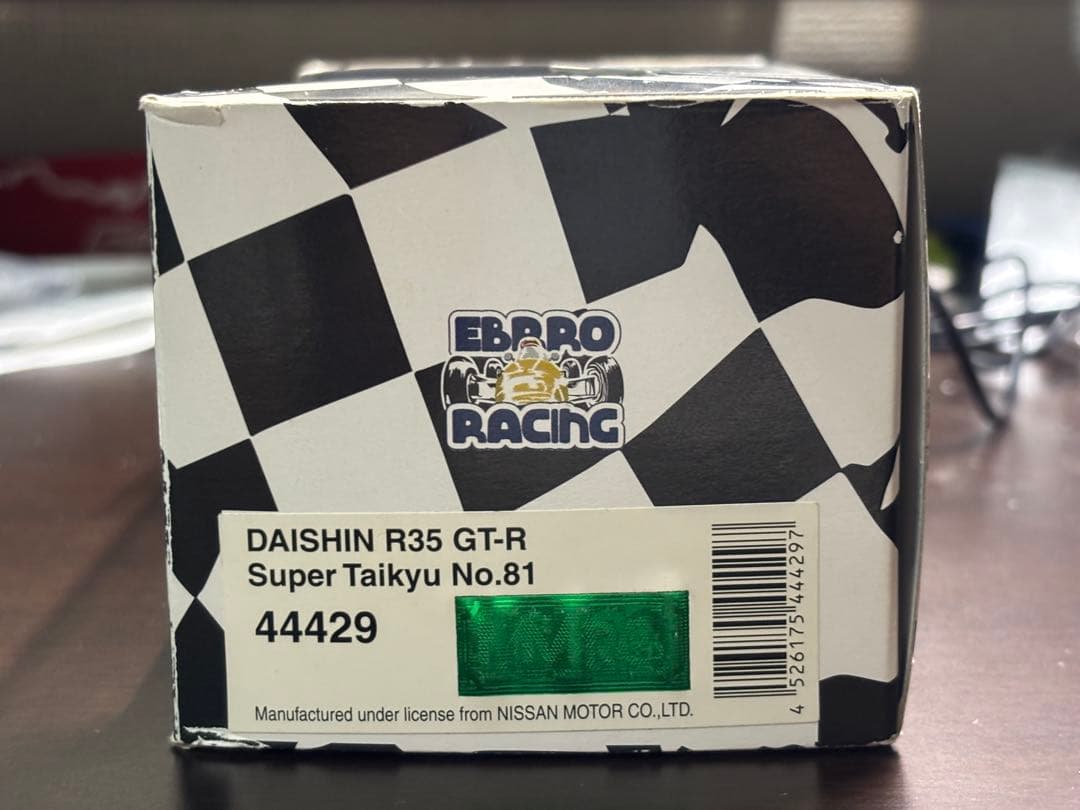 EBRRO
RACING
DAISHIN R35 GT-R
Super Taikyu No.81
44429
Manufactured under license from NISSAN MOTOR CO.,LTD.
4 526175 444297